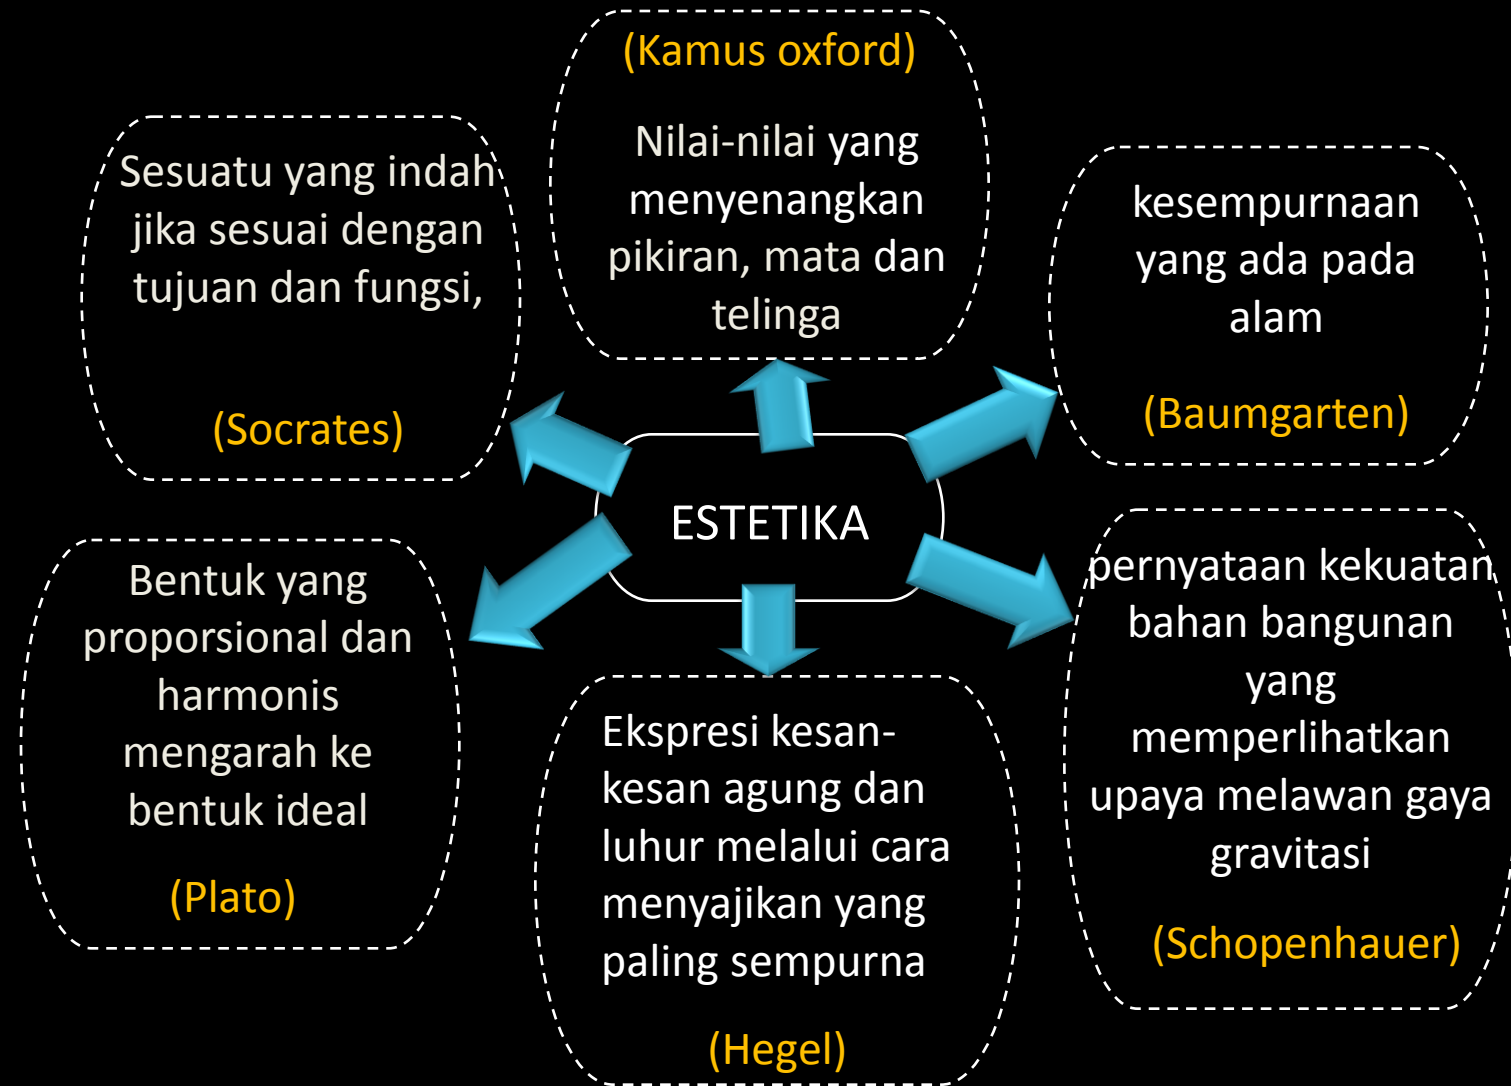 (Kamus oxford)
Nilai-nilai yang
menyenangkan
pikiran, mata dan
telinga
Sesuatu yang indah
jika sesuai dengan
tujuan dan fungsi,
(Socrates)
kesempurnaan
yang ada pada
alam
(Baumgarten)
ESTETIKA
Bentuk yang
proporsional dan
harmonis
mengarah ke
bentuk ideal
(Plato)
Ekspresi kesan-
kesan agung dan
luhur melalui cara
menyajikan yang
paling sempurna
(Hegel)
pernyataan kekuatan
bahan bangunan
yang
memperlihatkan
upaya melawan gaya
gravitasi
(Schopenhauer)